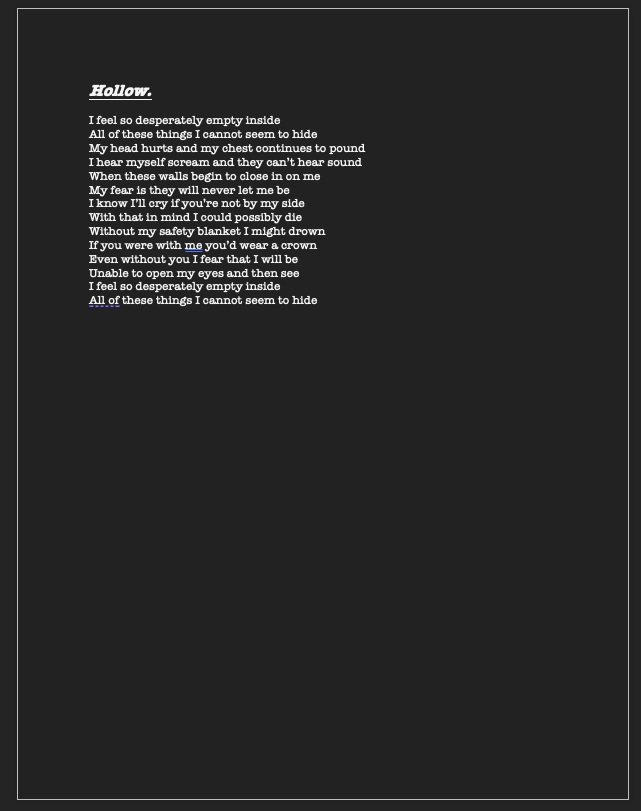 Hollow.
I feel so desperately empty inside
All of these things I cannot seem to hide
My head hurts and my chest continues to pound
I hear myself scream and they can't hear sound
When these walls begin to close in on me
My fear is they will never let me be
I know I'll cry if you're not by my side
With that in mind I could possibly die
Without my safety blanket I might drown
If you were with me you'd wear a crown
Even without you I fear that I will be
Unable to open my eyes and then see
I feel so desperately empty inside
All of these things I cannot seem to hide